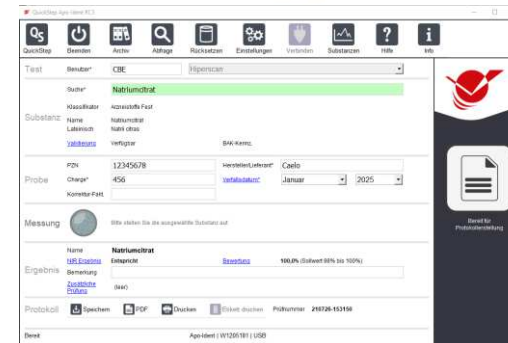 QuickStep Apo-Ident RC3
QS
QuickStep Beenden Archiv Abfrage Rücksetzen Einstellungen Verbinden Substanzen Hilfe Info
Test Benutzer* CBE Hiperscan
Suche* Natriumcitrat
Klassifikator Arzneistoffe Fest
Substanz Name Natriumcitrat
Lateinisch Natrii citras
Validierung Verfügbar BAK-Kennz.
PZN 12345678 Hersteller/Lieferant* Caelo
Probe Charge* 456 Verfallsdatum* Januar 2025
Korrektur-Fakt.
Messung Bitte stellen Sie die ausgewählte Substanz auf
Name Natriumcitrat
NIR Ergebnis Entspricht Bewertung 100,0% (Sollwert 98% bis 100%)
Ergebnis Bemerkung
Zusätzliche Prüfung (leer)
Protokoll Speichern PDF Drucken Etikett drucken Prüfnummer 210726-153150
Bereit für
Protokollerstellung
Bereit Apo-Ident | W1205101 | USB